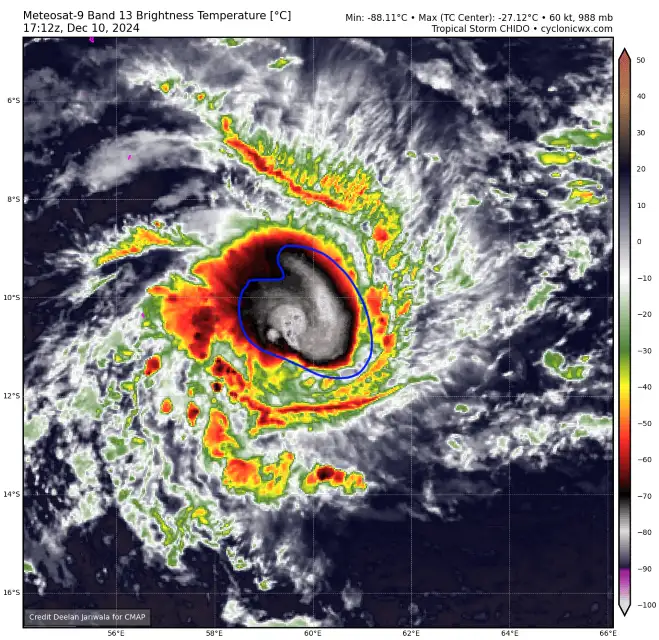 Meteosat-9 Band 13 Brightness Temperature [°C]
17:12z, Dec 10, 2024
Min: -88.11°C • Max (TC Center): -27.12°C • 60 kt, 988 mb
Tropical Storm CHIDO • cyclonicwx.com
6°S
8°S
10°S
12°S
14°S
16°S
56°E
58°E
60°E
62°E
64°E
66°E
50
40
30
20
10
0
−10
−20
−30
−40
−50
−60
−70
−80
−90
−100
Credit Deelan Jariwala for CMAP